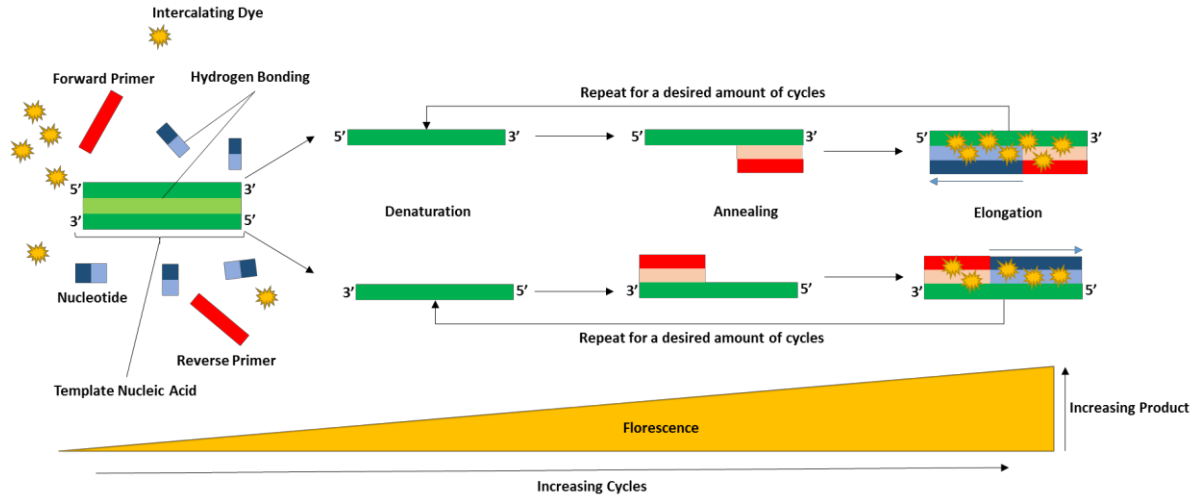 Intercalating Dye
Forward Primer
Hydrogen Bonding
Repeat for a desired amount of cycles
5’ 3’ 5’ 3’ 5’ 3’
5’ 3’
3’ 5’
Denaturation
Annealing
Elongation
Nucleotide
3’ 5’ 3’ 5’ 3’ 5’
Repeat for a desired amount of cycles
Reverse Primer
Template Nucleic Acid
Florescence
Increasing Product
Increasing Cycles